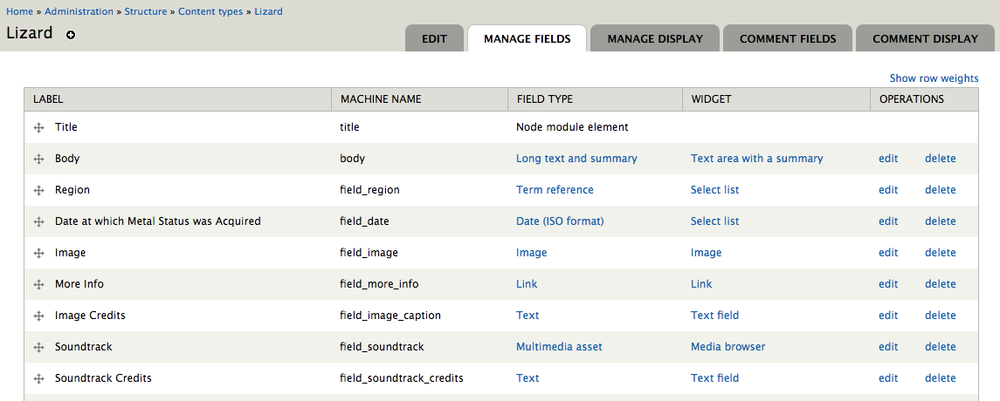 Home » Administration » Structure » Content types » Lizard
Lizard
EDIT MANAGE FIELDS MANAGE DISPLAY COMMENT FIELDS COMMENT DISPLAY
Show row weights
LABEL MACHINE NAME FIELD TYPE WIDGET OPERATIONS
Title title Node module element
Body body Long text and summary Text area with a summary edit delete
Region field_region Term reference Select list edit delete
Date at which Metal Status was Acquired field_date Date (ISO format) Select list edit delete
Image field_image Image Image edit delete
More Info field_more_info Link Link edit delete
Image Credits field_image_caption Text Text field edit delete
Soundtrack field_soundtrack Multimedia asset Media browser edit delete
Soundtrack Credits field_soundtrack_credits Text Text field edit delete